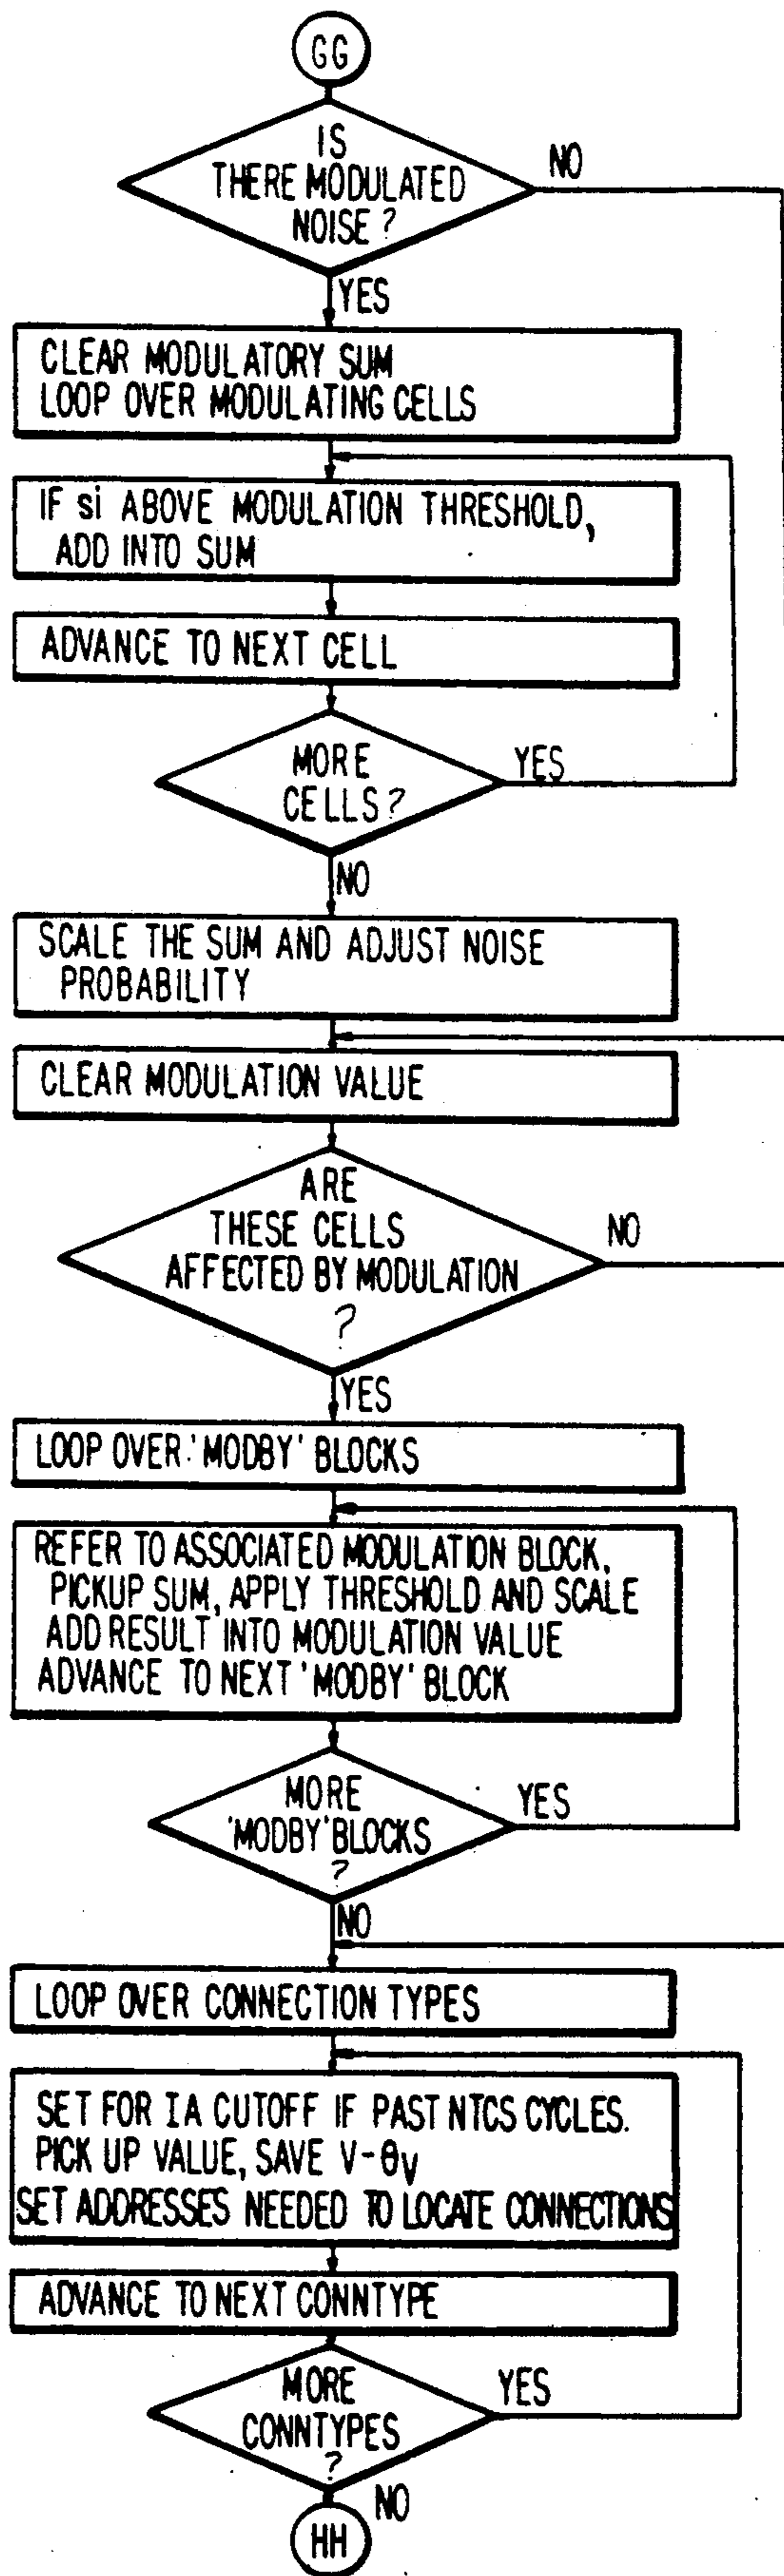 GG
IS
THERE MODULATED
NOISE?
NO
YES
CLEAR MODULATORY SUM
LOOP OVER MODULATING CELLS
IF si ABOVE MODULATION THRESHOLD,
ADD INTO SUM
ADVANCE TO NEXT CELL
MORE
CELLS?
YES
NO
SCALE THE SUM AND ADJUST NOISE
PROBABILITY
CLEAR MODULATION VALUE
ARE
THESE CELLS
AFFECTED BY MODULATION
?
NO
YES
LOOP OVER 'MODBY' BLOCKS
REFER TO ASSOCIATED MODULATION BLOCK,
PICKUP SUM, APPLY THRESHOLD AND SCALE
ADD RESULT INTO MODULATION VALUE
ADVANCE TO NEXT 'MODBY' BLOCK
MORE
'MODBY' BLOCKS
?
YES
NO
LOOP OVER CONNECTION TYPES
SET FOR IA CUTOFF IF PAST NTCS CYCLES.
PICK UP VALUE, SAVE V-θv
SET ADDRESSES NEEDED TO LOCATE CONNECTIONS
ADVANCE TO NEXT CONNTYPE
MORE
CONNTYPES
?
YES
NO
HH